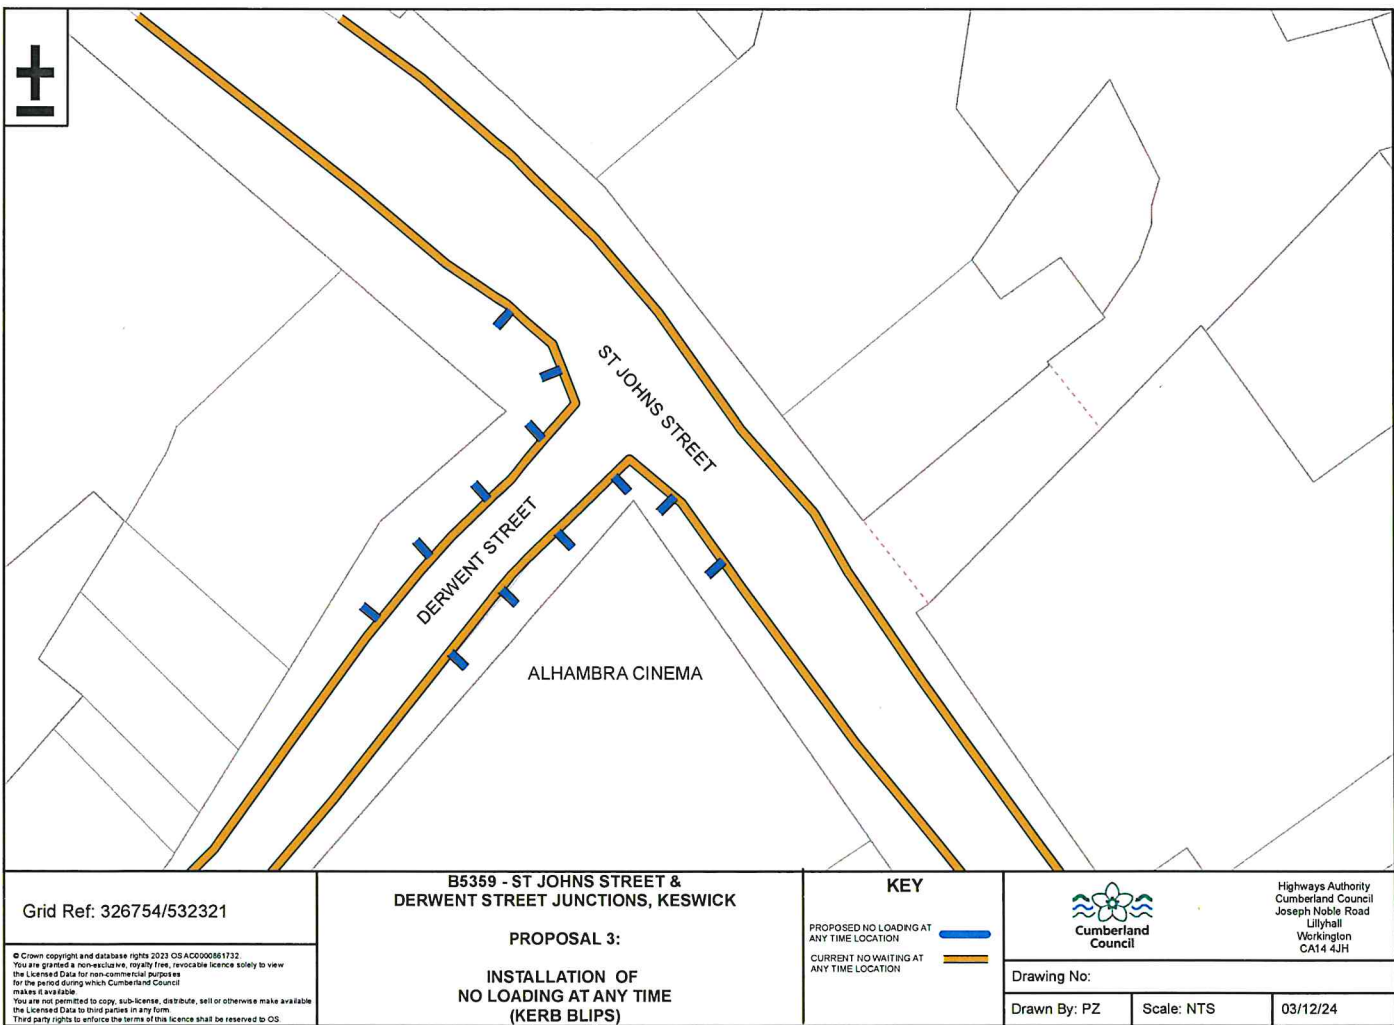 ST JOHNS STREET
DERWENT STREET
ALHAMBRA CINEMA
Grid Ref: 326754/532321
© Crown copyright and database rights 2023 OS AC0000861732.
You are granted a non-exclusive, royalty free, revocable licence solely to view
the Licensed Data for non-commercial purposes
for the period during which Cumberland Council
makes it available.
You are not permitted to copy, sub-license, distribute, sell or otherwise make available
the Licensed Data to third parties in any form.
Third party rights to enforce the terms of this licence shall be reserved to OS.
B5359 - ST JOHNS STREET &
DERWENT STREET JUNCTIONS, KESWICK
PROPOSAL 3:
INSTALLATION OF
NO LOADING AT ANY TIME
(KERB BLIPS)
KEY
PROPOSED NO LOADING AT
ANY TIME LOCATION
CURRENT NO WAITING AT
ANY TIME LOCATION
Cumberland
Council
Highways Authority
Cumberland Council
Joseph Noble Road
Lillyhall
Workington
CA14 4JH
Drawing No:
Drawn By: PZ
Scale: NTS
03/12/24